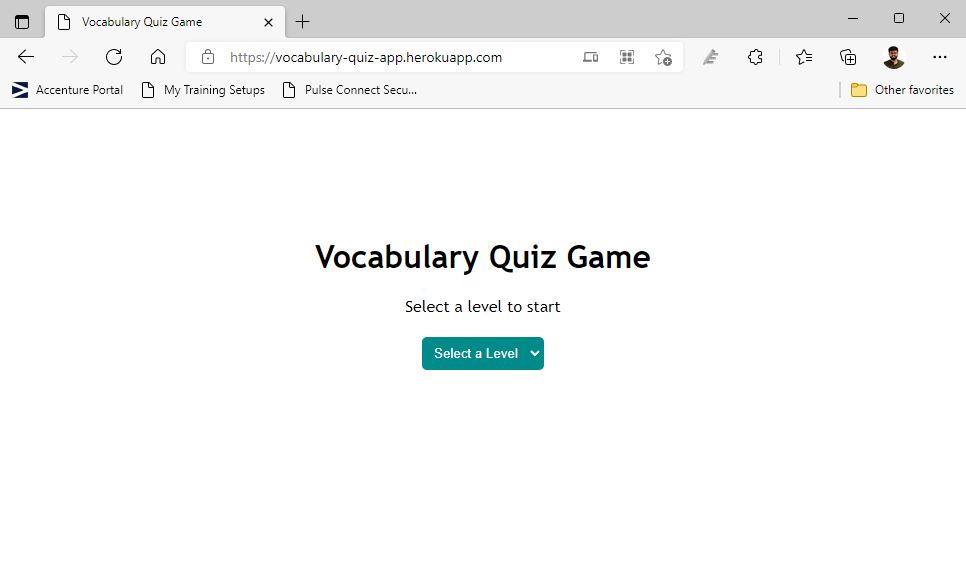 Vocabulary Quiz Game
https://vocabulary-quiz-app.herokuapp.com
Accenture Portal My Training Setups Pulse Connect Secu... Other favorites
Vocabulary Quiz Game
Select a level to start
Select a Level